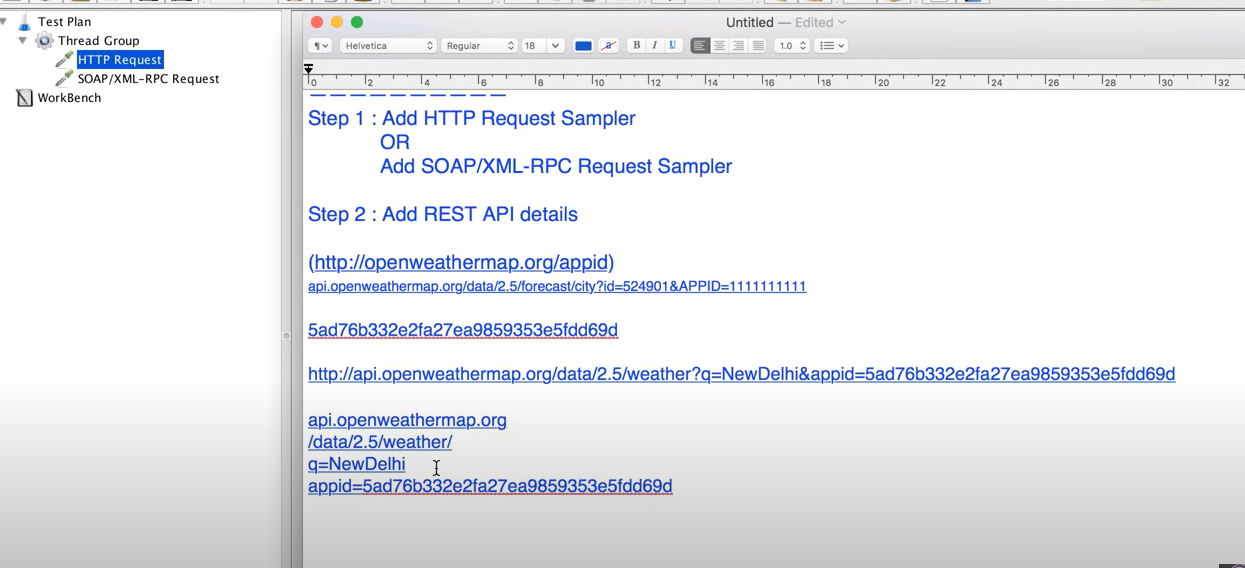 Test Plan
Thread Group
HTTP Request
SOAP/XML-RPC Request
WorkBench
Untitled — Edited
¶ Helvetica Regular 18 a B I U 1.0
0 2 4 6 8 10 12 14 16 18 20 22 24 26 28 30 32
Step 1 : Add HTTP Request Sampler
OR
Add SOAP/XML-RPC Request Sampler
Step 2 : Add REST API details
(http://openweathermap.org/appid)
api.openweathermap.org/data/2.5/forecast/city?id=524901&APPID=1111111111
5ad76b332e2fa27ea9859353e5fdd69d
http://api.openweathermap.org/data/2.5/weather?q=NewDelhi&appid=5ad76b332e2fa27ea9859353e5fdd69d
api.openweathermap.org
/data/2.5/weather/
q=NewDelhi
appid=5ad76b332e2fa27ea9859353e5fdd69d